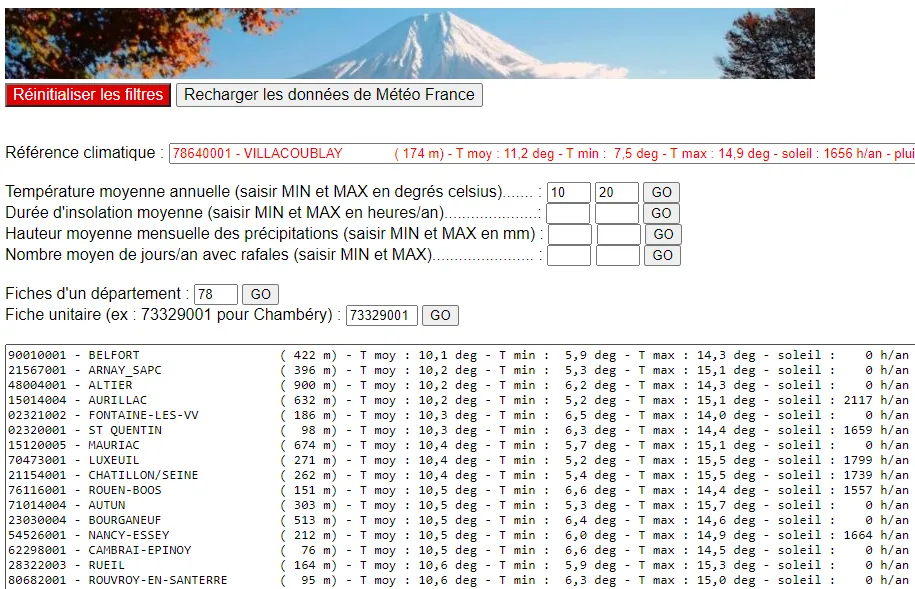 Réinitialiser les filtres Recharger les données de Météo France
Référence climatique : 78640001 - VILLACOUBLAY ( 174 m) - T moy : 11,2 deg - T min : 7,5 deg - T max : 14,9 deg - soleil : 1656 h/an - plui
Température moyenne annuelle (saisir MIN et MAX en degrés celsius)....... : 10 20 GO
Durée d'insolation moyenne (saisir MIN et MAX en heures/an).....................: GO
Hauteur moyenne mensuelle des précipitations (saisir MIN et MAX en mm) : GO
Nombre moyen de jours/an avec rafales (saisir MIN et MAX)....................... : GO
Fiches d'un département : 78 GO
Fiche unitaire (ex : 73329001 pour Chambéry) : 73329001 GO
90010001 - BELFORT ( 422 m) - T moy : 10,1 deg - T min : 5,9 deg - T max : 14,3 deg - soleil : 0 h/an
21567001 - ARNAY_SAPC ( 396 m) - T moy : 10,2 deg - T min : 5,3 deg - T max : 15,1 deg - soleil : 0 h/an
48004001 - ALTIER ( 900 m) - T moy : 10,2 deg - T min : 6,2 deg - T max : 14,3 deg - soleil : 0 h/an
15014004 - AURILLAC ( 632 m) - T moy : 10,2 deg - T min : 5,2 deg - T max : 15,1 deg - soleil : 2117 h/an
02321002 - FONTAINE-LES-VV ( 186 m) - T moy : 10,3 deg - T min : 6,5 deg - T max : 14,0 deg - soleil : 0 h/an
02320001 - ST QUENTIN ( 98 m) - T moy : 10,3 deg - T min : 6,3 deg - T max : 14,4 deg - soleil : 1659 h/an
15120005 - MAURIAC ( 674 m) - T moy : 10,4 deg - T min : 5,7 deg - T max : 15,1 deg - soleil : 0 h/an
70473001 - LUXEUIL ( 271 m) - T moy : 10,4 deg - T min : 5,2 deg - T max : 15,5 deg - soleil : 1799 h/an
21154001 - CHATILLON/SEINE ( 262 m) - T moy : 10,4 deg - T min : 5,4 deg - T max : 15,5 deg - soleil : 1739 h/an
76116001 - ROUEN-BOOS ( 151 m) - T moy : 10,5 deg - T min : 6,6 deg - T max : 14,4 deg - soleil : 1557 h/an
71014004 - AUTUN ( 303 m) - T moy : 10,5 deg - T min : 5,3 deg - T max : 15,7 deg - soleil : 0 h/an
23030004 - BOURGANEUF ( 513 m) - T moy : 10,5 deg - T min : 6,4 deg - T max : 14,6 deg - soleil : 0 h/an
54526001 - NANCY-ESSEY ( 212 m) - T moy : 10,5 deg - T min : 6,0 deg - T max : 14,9 deg - soleil : 1664 h/an
62298001 - CAMBRAI-EPINOY ( 76 m) - T moy : 10,5 deg - T min : 6,6 deg - T max : 14,5 deg - soleil : 0 h/an
28322003 - RUEIL ( 164 m) - T moy : 10,6 deg - T min : 5,9 deg - T max : 15,3 deg - soleil : 0 h/an
80682001 - ROUVROY-EN-SANTERRE ( 95 m) - T moy : 10,6 deg - T min : 6,3 deg - T max : 15,0 deg - soleil : 0 h/an